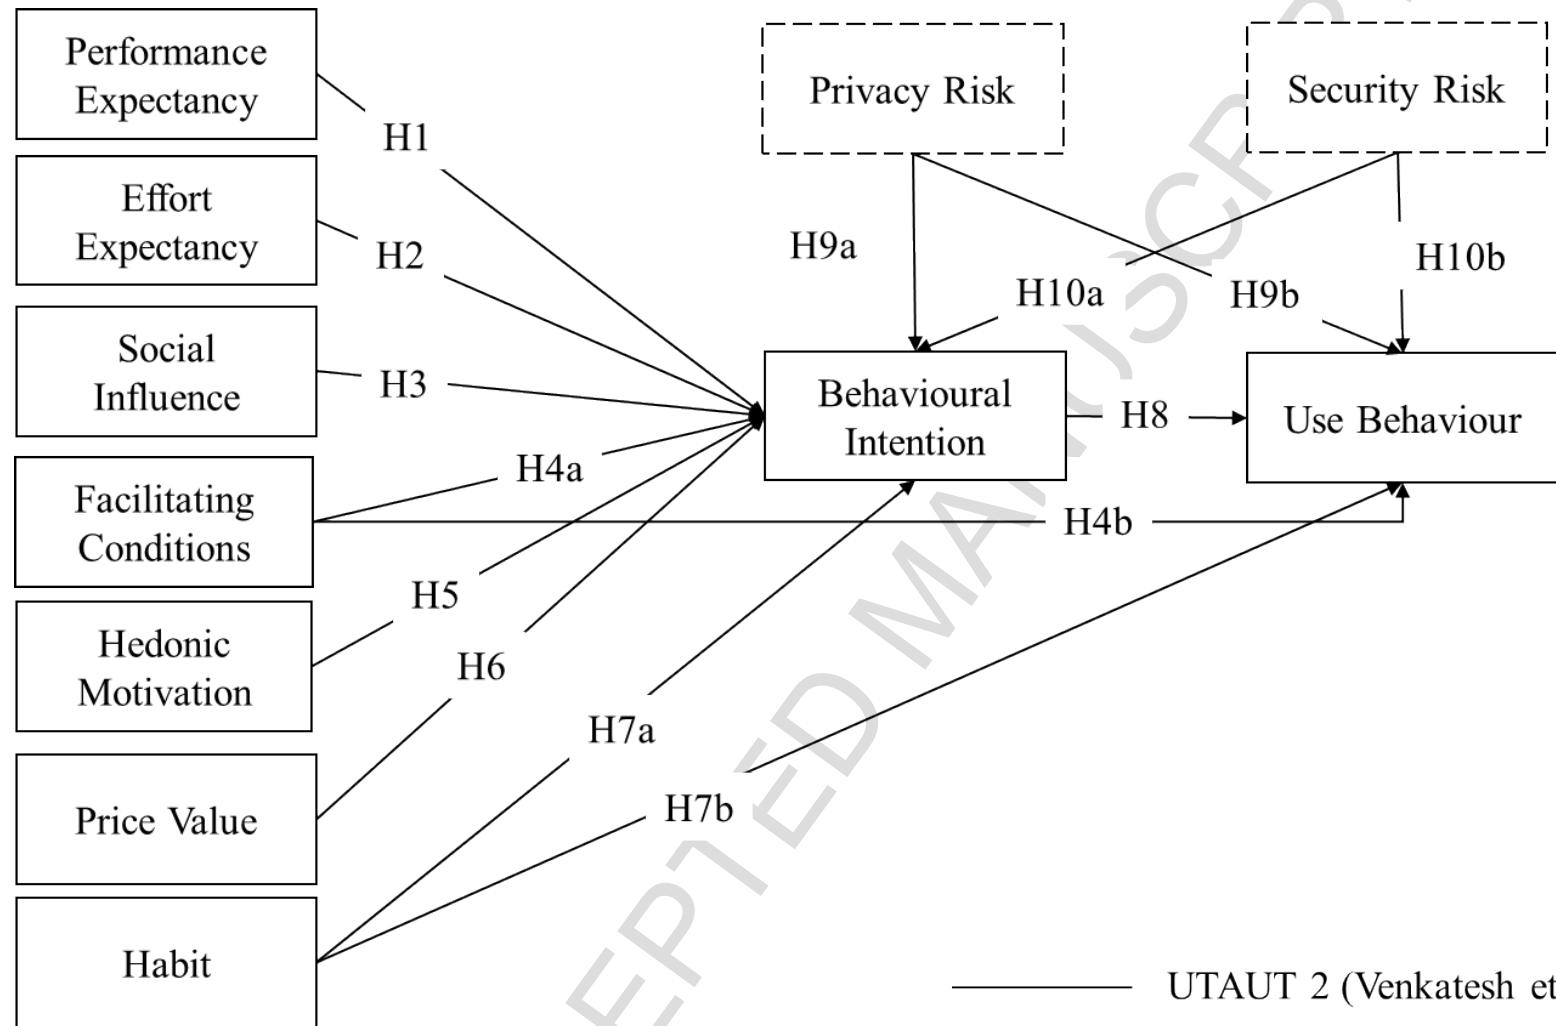 Performance
Expectancy
Effort
Expectancy
Social
Influence
Facilitating
Conditions
Hedonic
Motivation
Price Value
Habit
H1
H2
H3
H4a
H5
H6
H7a
H7b
Privacy Risk
Security Risk
H9a
H10a
H9b
H10b
Behavioural
Intention
H8
Use Behaviour
H4b
UTAUT 2 (Venkatesh et